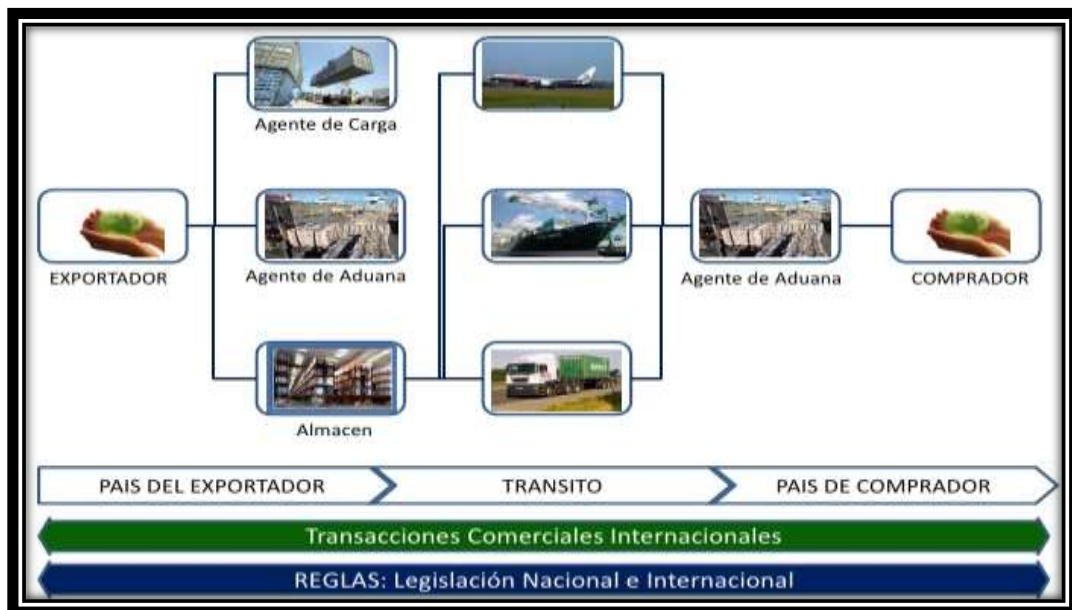 Agente de Carga
EXPORTADOR
Agente de Aduana
Agente de Aduana
COMPRADOR
Almacen
PAIS DEL EXPORTADOR
TRANSITO
PAIS DE COMPRADOR
Transacciones Comerciales Internacionales
REGLAS: Legislación Nacional e Internacional